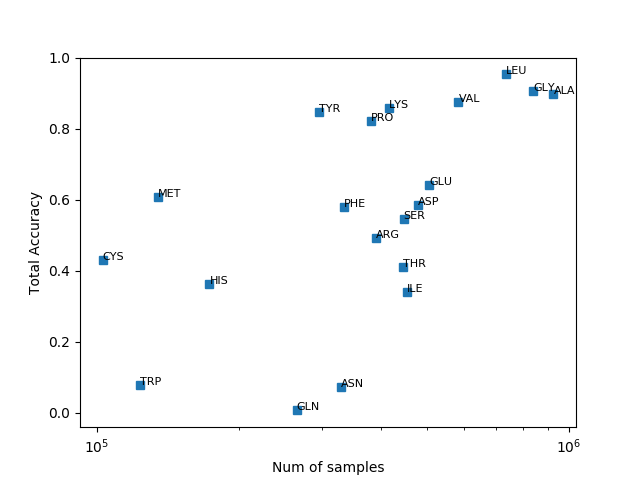 1.0
LEU
GLY
ALA
VAL
LYS
TYR
PRO
0.8
GLU
0.6
MET
ASP
PHE
SER
ARG
Total Accuracy
CYS
THR
0.4
HIS
ILE
0.2
TRP
ASN
GLN
0.0
10^5
10^6
Num of samples